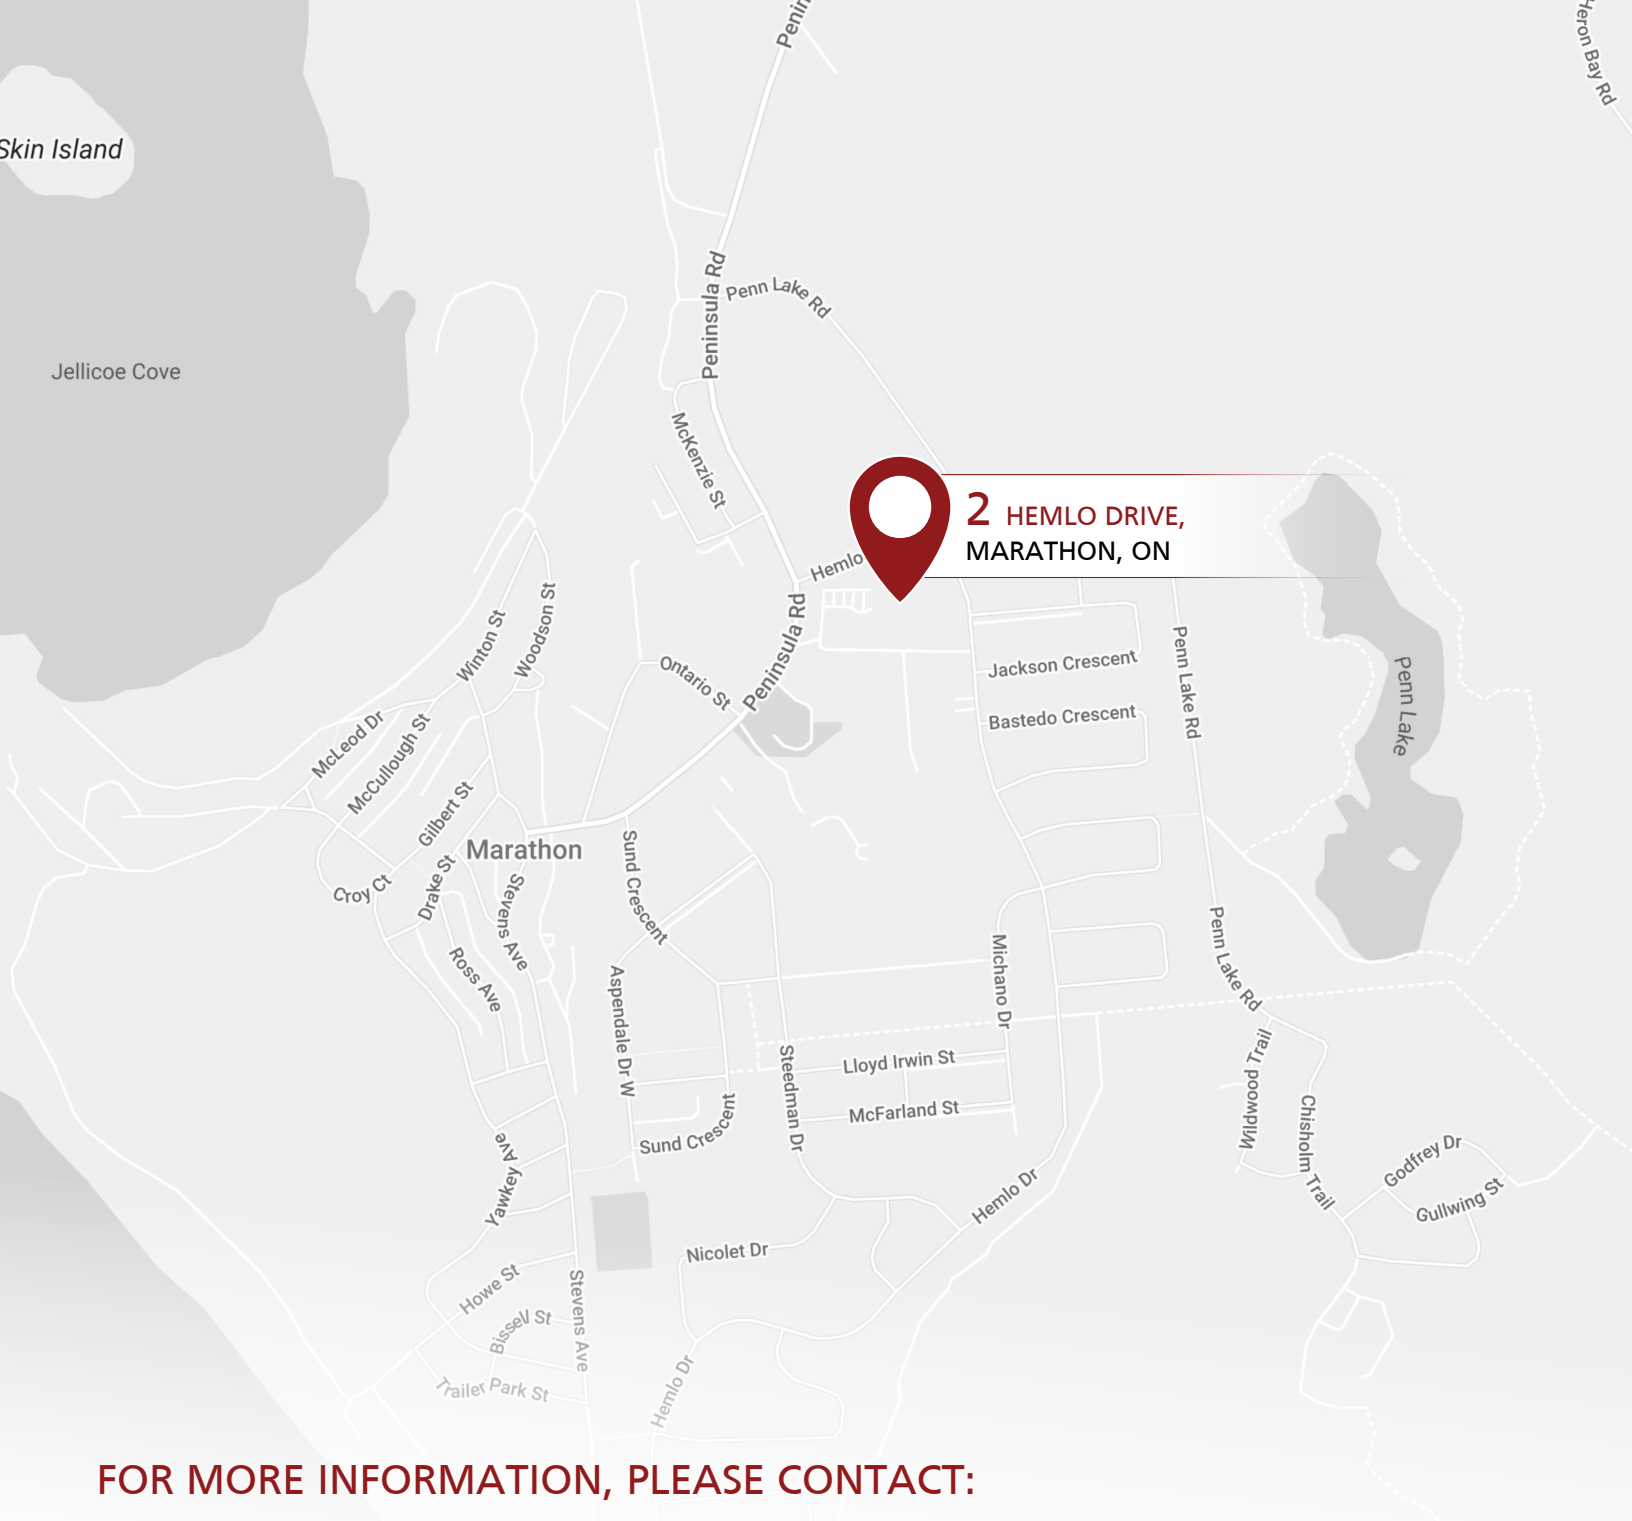 Penin
Heron Bay Rd
Skin Island
Peninsula Rd
Penn Lake Rd
Jellicoe Cove
McKenzie St
2 HEMLO DRIVE,
MARATHON, ON
Hemlo
Peninsula Rd
Winton St
Woodson St
Ontario St
Jackson Crescent
Bastedo Crescent
Penn Lake Rd
Penn Lake
McLeod Dr
McCullough St
Gilbert St
Marathon
Sund Crescent
Croy Ct
Drake St
Stevens Ave
Ross Ave
Aspendale Dr W
Michano Dr
Penn Lake Rd
Steedman Dr
Lloyd Irwin St
McFarland St
Wildwood Trail
Chisholm Trail
Sund Crescent
Yawkey Ave
Godfrey Dr
Gullwing St
Hemlo Dr
Nicolet Dr
Howe St
Stevens Ave
Bissell St
Trailer Park St
Hemlo Dr
FOR MORE INFORMATION, PLEASE CONTACT: